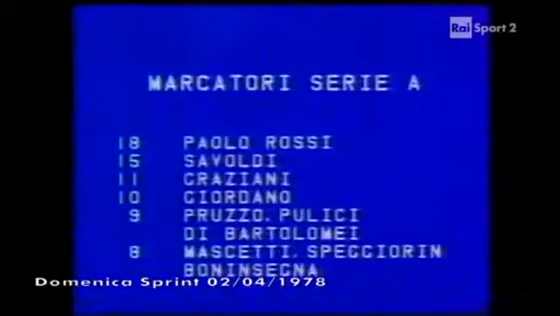 Rai Sport 2
MARCATORI SERIE A
18 PAOLO ROSSI
15 SAVOLDI
11 GRAZIANI
10 GIORDANO
9 PRUZZO. PULICI
DI BARTOLOMEI
8 MASCETTI. SPEGGIORIN
BONINSEGNA
Domenica Sprint 02/04/1978